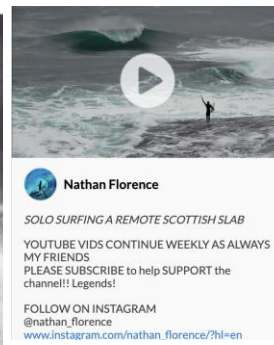 Nathan Florence
SOLO SURFING A REMOTE SCOTTISH SLAB
YOUTUBE VIDS CONTINUE WEEKLY AS ALWAYS
MY FRIENDS
PLEASE SUBSCRIBE to help SUPPORT the
channel!! Legends!
FOLLOW ON INSTAGRAM
@nathan_florence
www.instagram.com/nathan_florence/?hl=en